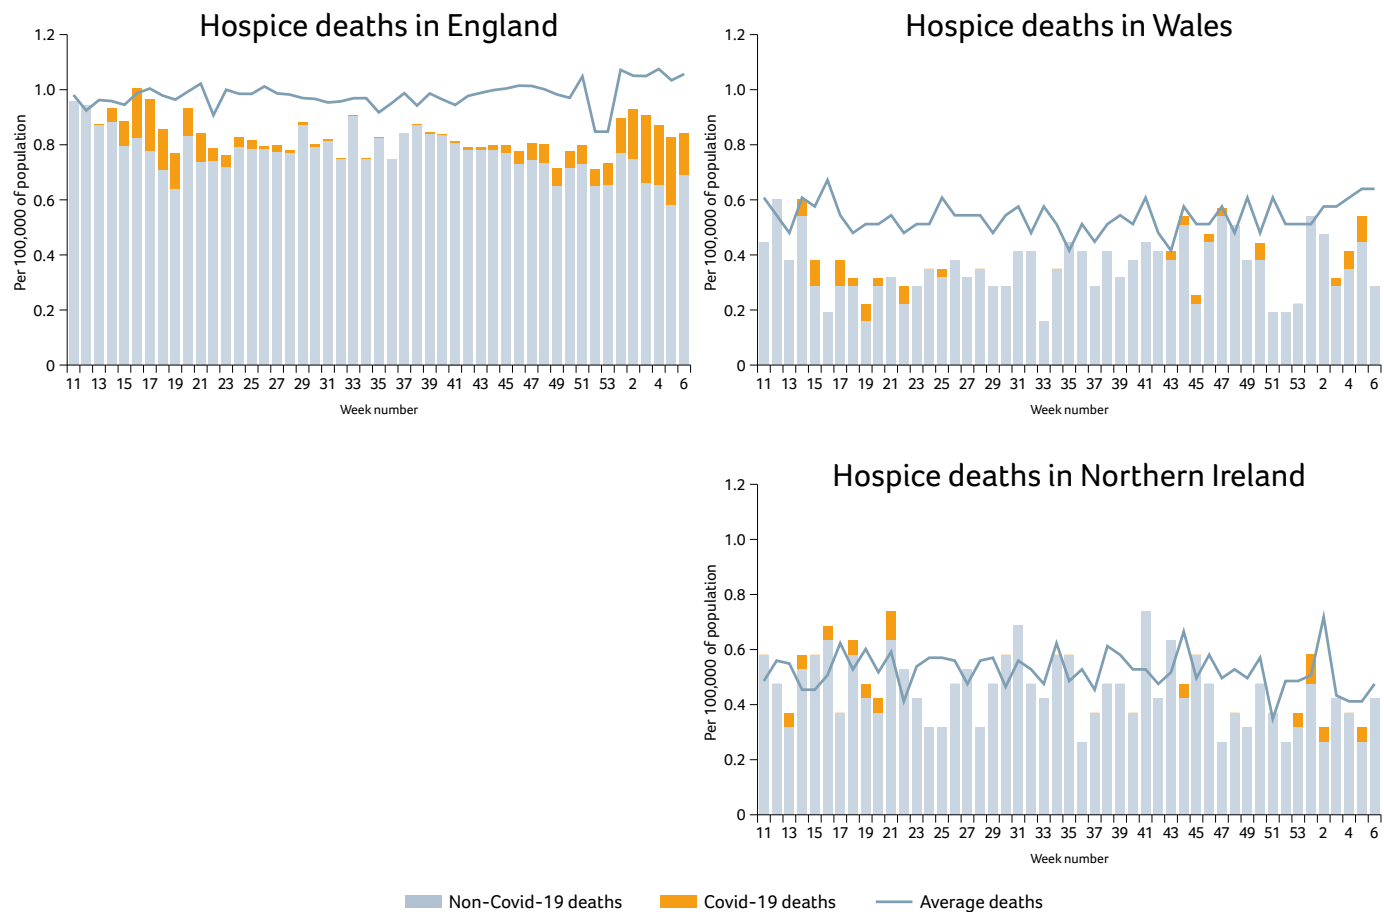 Hospice deaths in England
1.2
1.0
0.8
0.6
0.4
0.2
0
Per 100,000 of population
11 13 15 17 19 21 23 25 27 29 31 33 35 37 39 41 43 45 47 49 51 53 2 4 6
Week number
Hospice deaths in Wales
1.2
1.0
0.8
0.6
0.4
0.2
0
Per 100,000 of population
11 13 15 17 19 21 23 25 27 29 31 33 35 37 39 41 43 45 47 49 51 53 2 4 6
Week number
Hospice deaths in Northern Ireland
1.2
1.0
0.8
0.6
0.4
0.2
0
Per 100,000 of population
11 13 15 17 19 21 23 25 27 29 31 33 35 37 39 41 43 45 47 49 51 53 2 4 6
Week number
Non-Covid-19 deaths Covid-19 deaths Average deaths